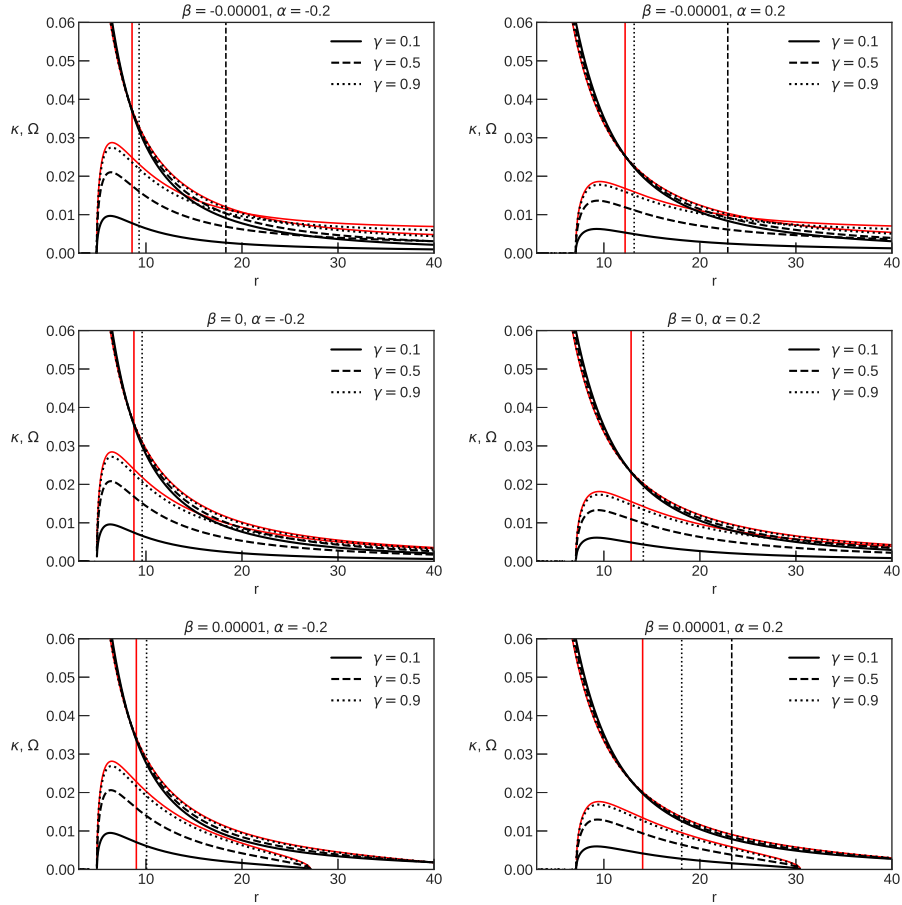 β = -0.00001, α = -0.2
0.06
0.05
0.04
0.03
0.02
0.01
0.00
κ, Ω
γ = 0.1
γ = 0.5
γ = 0.9
10
20
30
40
r
β = -0.00001, α = 0.2
0.06
0.05
0.04
0.03
0.02
0.01
0.00
κ, Ω
γ = 0.1
γ = 0.5
γ = 0.9
10
20
30
40
r
β = 0, α = -0.2
0.06
0.05
0.04
0.03
0.02
0.01
0.00
κ, Ω
γ = 0.1
γ = 0.5
γ = 0.9
10
20
30
40
r
β = 0, α = 0.2
0.06
0.05
0.04
0.03
0.02
0.01
0.00
κ, Ω
γ = 0.1
γ = 0.5
γ = 0.9
10
20
30
40
r
β = 0.00001, α = -0.2
0.06
0.05
0.04
0.03
0.02
0.01
0.00
κ, Ω
γ = 0.1
γ = 0.5
γ = 0.9
10
20
30
40
r
β = 0.00001, α = 0.2
0.06
0.05
0.04
0.03
0.02
0.01
0.00
κ, Ω
γ = 0.1
γ = 0.5
γ = 0.9
10
20
30
40
r